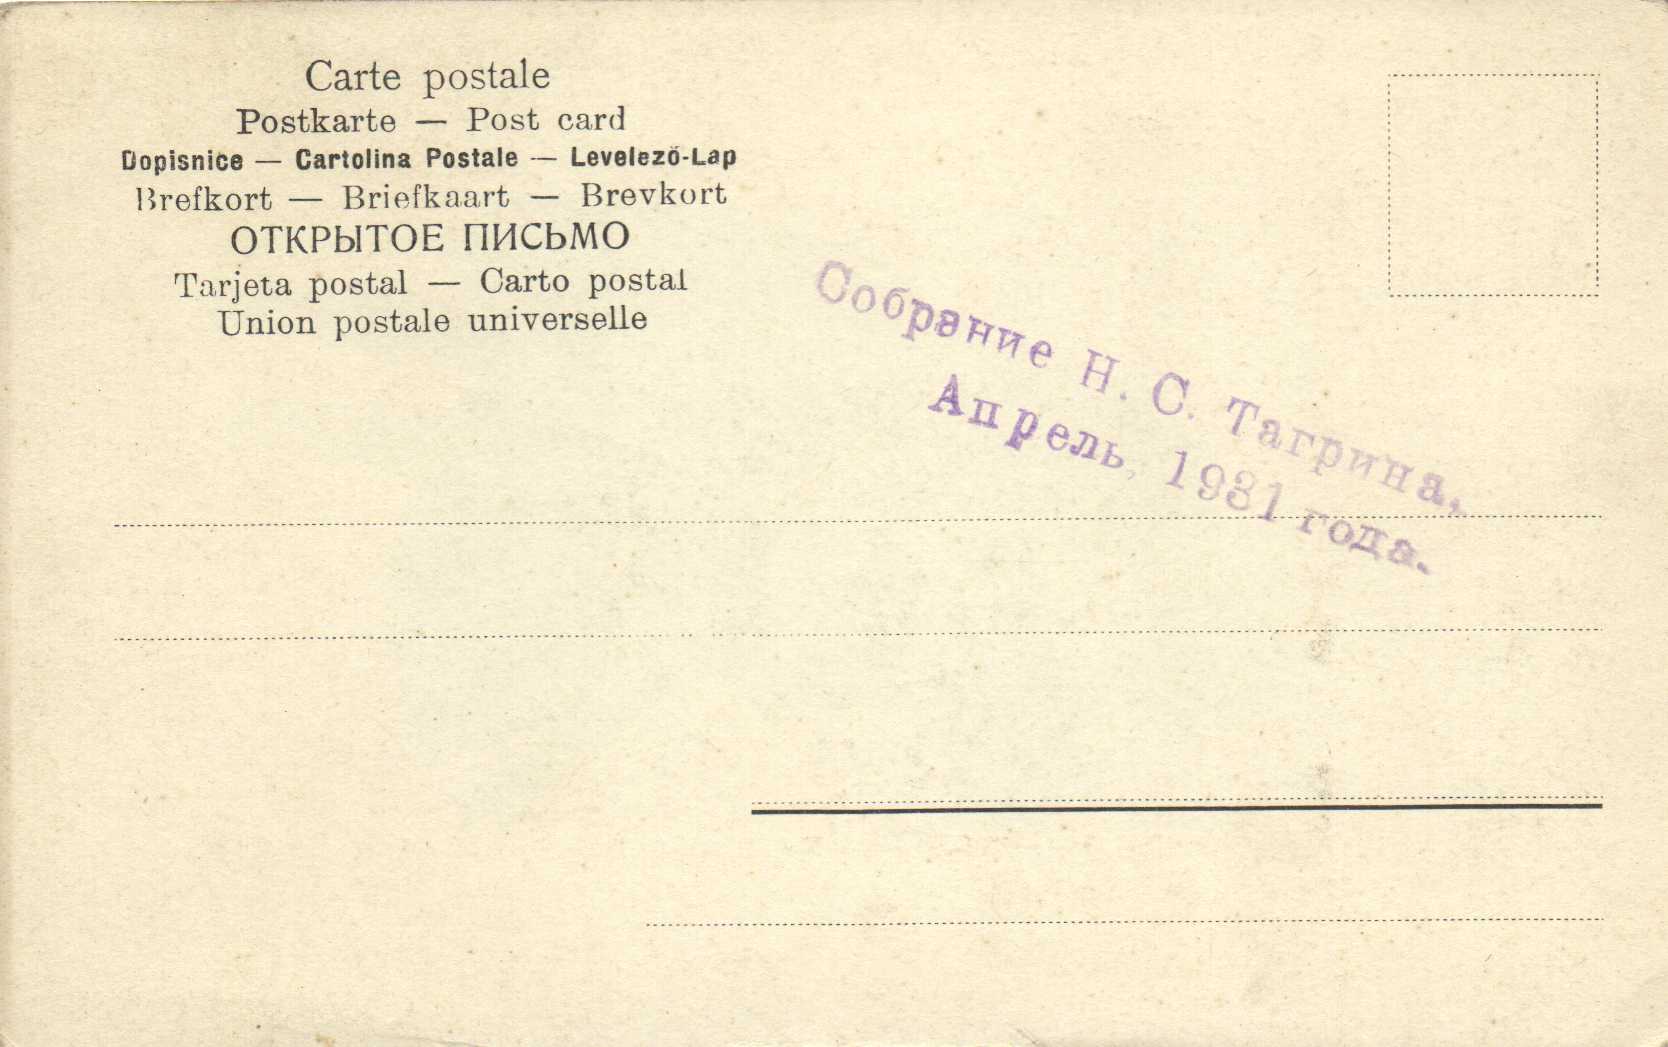 Carte postale
Postkarte — Post card
Dopisnice — Cartolina Postale — Levelező-Lap
Brefkort — Briefkaart — Brevkort
ОТКРЫТОЕ ПИСЬМО
Tarjeta postal — Carto postal
Union postale universelle
Собрание Н. С. Тагрина,
Апрель, 1931 года.